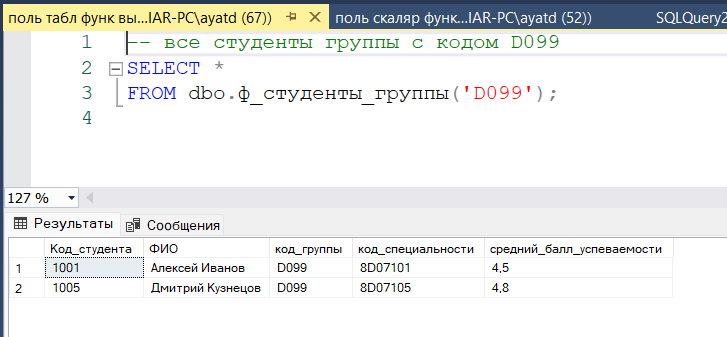 поль табл функ вы...IAR-PC\ayatd (67)) поль скаляр функ...IAR-PC\ayatd (52)) SQLQuery2
1 -- все студенты группы с кодом D099
2 SELECT *
3 FROM dbo.ф_студенты_группы('D099');
4
127 %
Результаты Сообщения
Код_студента ФИО код_группы код_специальности средний_балл_успеваемости
1 1001 Алексей Иванов D099 8D07101 4,5
2 1005 Дмитрий Кузнецов D099 8D07105 4,8